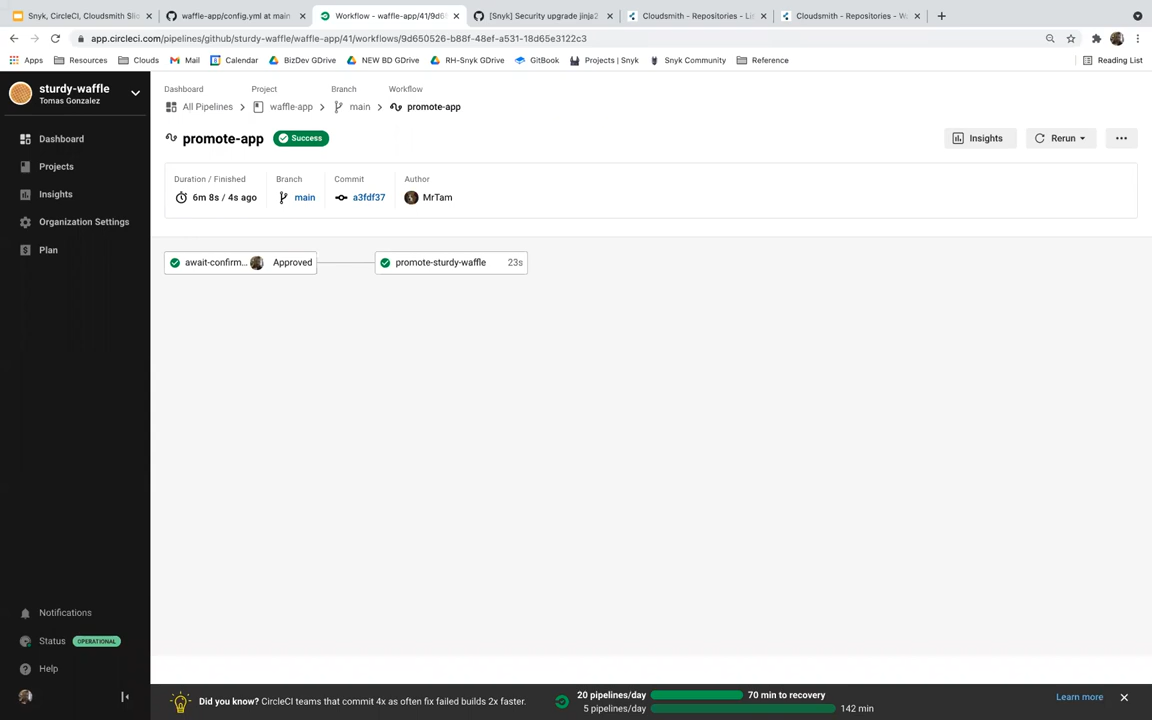 Snyk, CircleCI, Cloudsmith Slid
waffle-app/config.yml at main
Workflow - waffle-app/41/9d65
[Snyk] Security upgrade jinja2
Cloudsmith - Repositories - Li
Cloudsmith - Repositories - W
app.circleci.com/pipelines/github/sturdy-waffle/waffle-app/41/workflows/9d650526-b88f-48ef-a531-18d65e3122c3
Apps Resources Clouds Mail Calendar BizDev GDrive NEW BD GDrive RH-Snyk GDrive GitBook Projects | Snyk Snyk Community Reference Reading List
sturdy-waffle
Tomas Gonzalez
Dashboard
Projects
Insights
Organization Settings
Plan
Notifications
Status OPERATIONAL
Help
Dashboard Project Branch Workflow
All Pipelines waffle-app main promote-app
promote-app Success
Insights Rerun
Duration / Finished Branch Commit Author
6m 8s / 4s ago main a3fdf37 MrTam
await-confirm... Approved promote-sturdy-waffle 23s
Did you know? CircleCI teams that commit 4x as often fix failed builds 2x faster.
20 pipelines/day 70 min to recovery
5 pipelines/day 142 min
Learn more